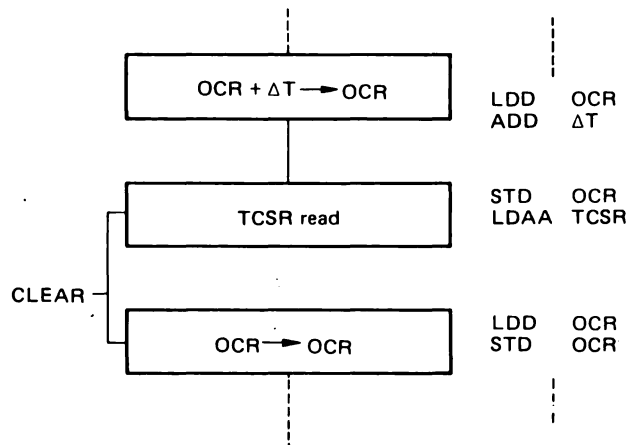 OCR + ΔT → OCR
LDD OCR
ADD ΔT
TCSR read
STD OCR
LDAA TCSR
CLEAR
OCR → OCR
LDD OCR
STD OCR